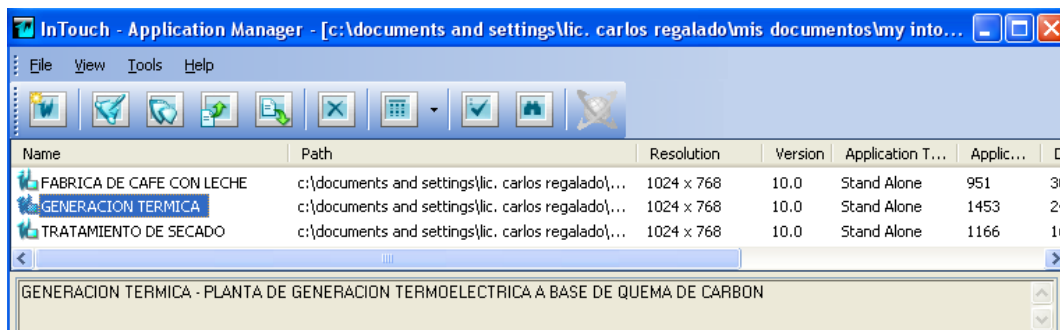 InTouch - Application Manager - [c:\documents and settings\lic. carlos regalado\mis documentos\my into...
File View Tools Help
Name Path Resolution Version Application T... Applic...
FABRICA DE CAFE CON LECHE c:\documents and settings\lic. carlos regalado\... 1024 x 768 10.0 Stand Alone 951
GENERACION TERMICA c:\documents and settings\lic. carlos regalado\... 1024 x 768 10.0 Stand Alone 1453
TRATAMIENTO DE SECADO c:\documents and settings\lic. carlos regalado\... 1024 x 768 10.0 Stand Alone 1166
GENERACION TERMICA - PLANTA DE GENERACION TERMOELECTRICA A BASE DE QUEMA DE CARBON